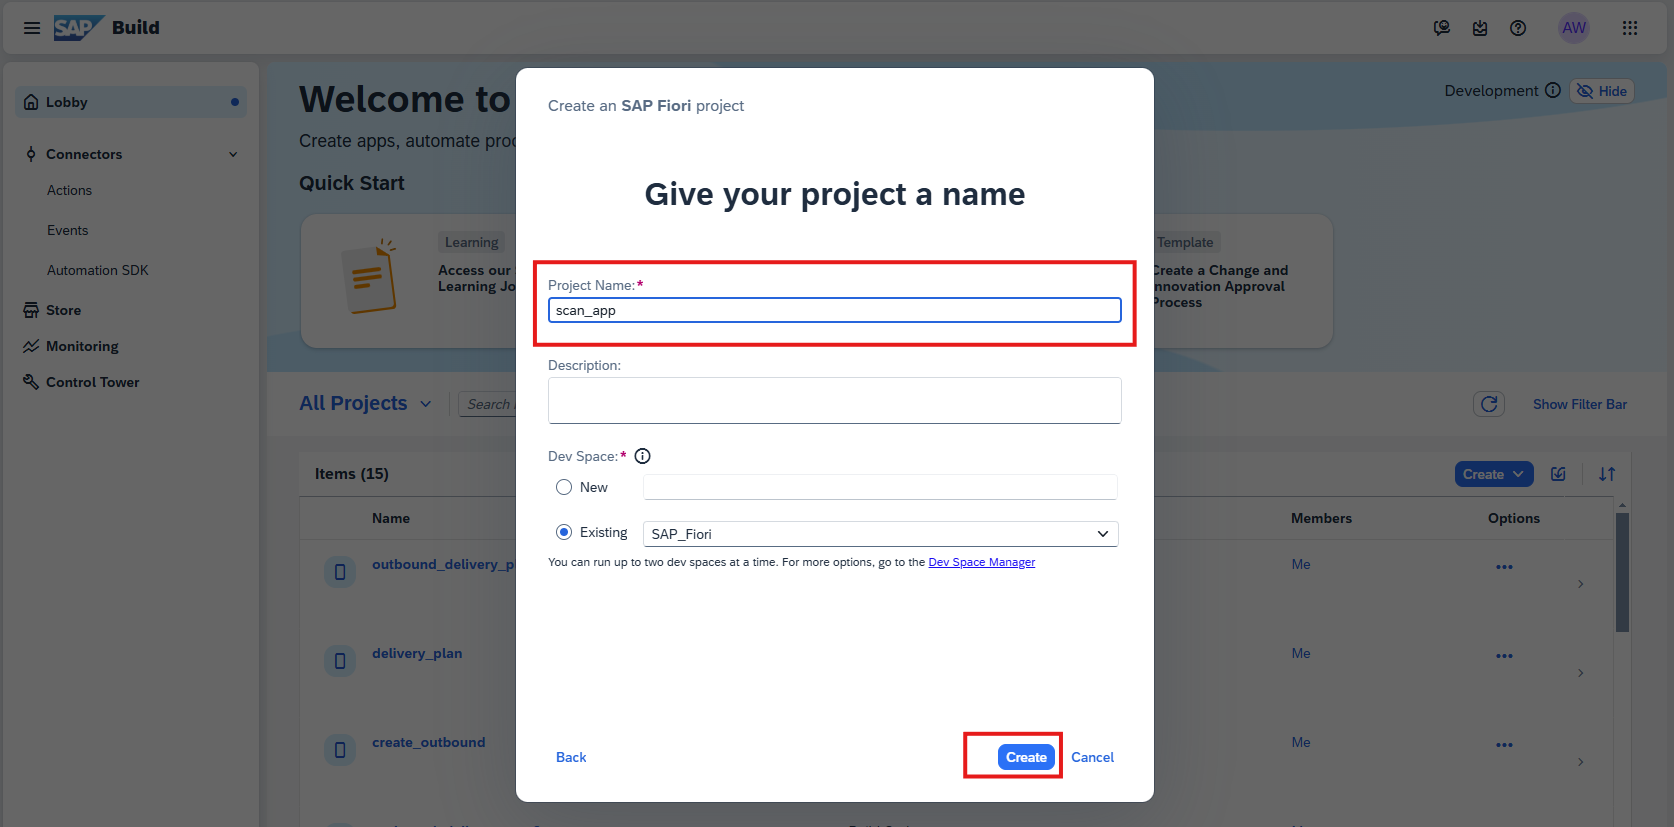 SAP Build
AW
Lobby
Connectors
Actions
Events
Automation SDK
Store
Monitoring
Control Tower
Welcome to
Create apps, automate
Development
Hide
Quick Start
Learning
Access our
Learning
Template
Create a Change and
Innovation Approval
Process
All Projects
Search
Show Filter Bar
Items (15)
Create
Name
Members
Options
outbound_delivery_p
Me
delivery_plan
Me
create_outbound
Me
Create an SAP Fiori project
Give your project a name
Project Name:*
scan_app
Description:
Dev Space:*
New
Existing
SAP_Fiori
You can run up to two dev spaces at a time. For more options, go to the Dev Space Manager
Back
Create
Cancel